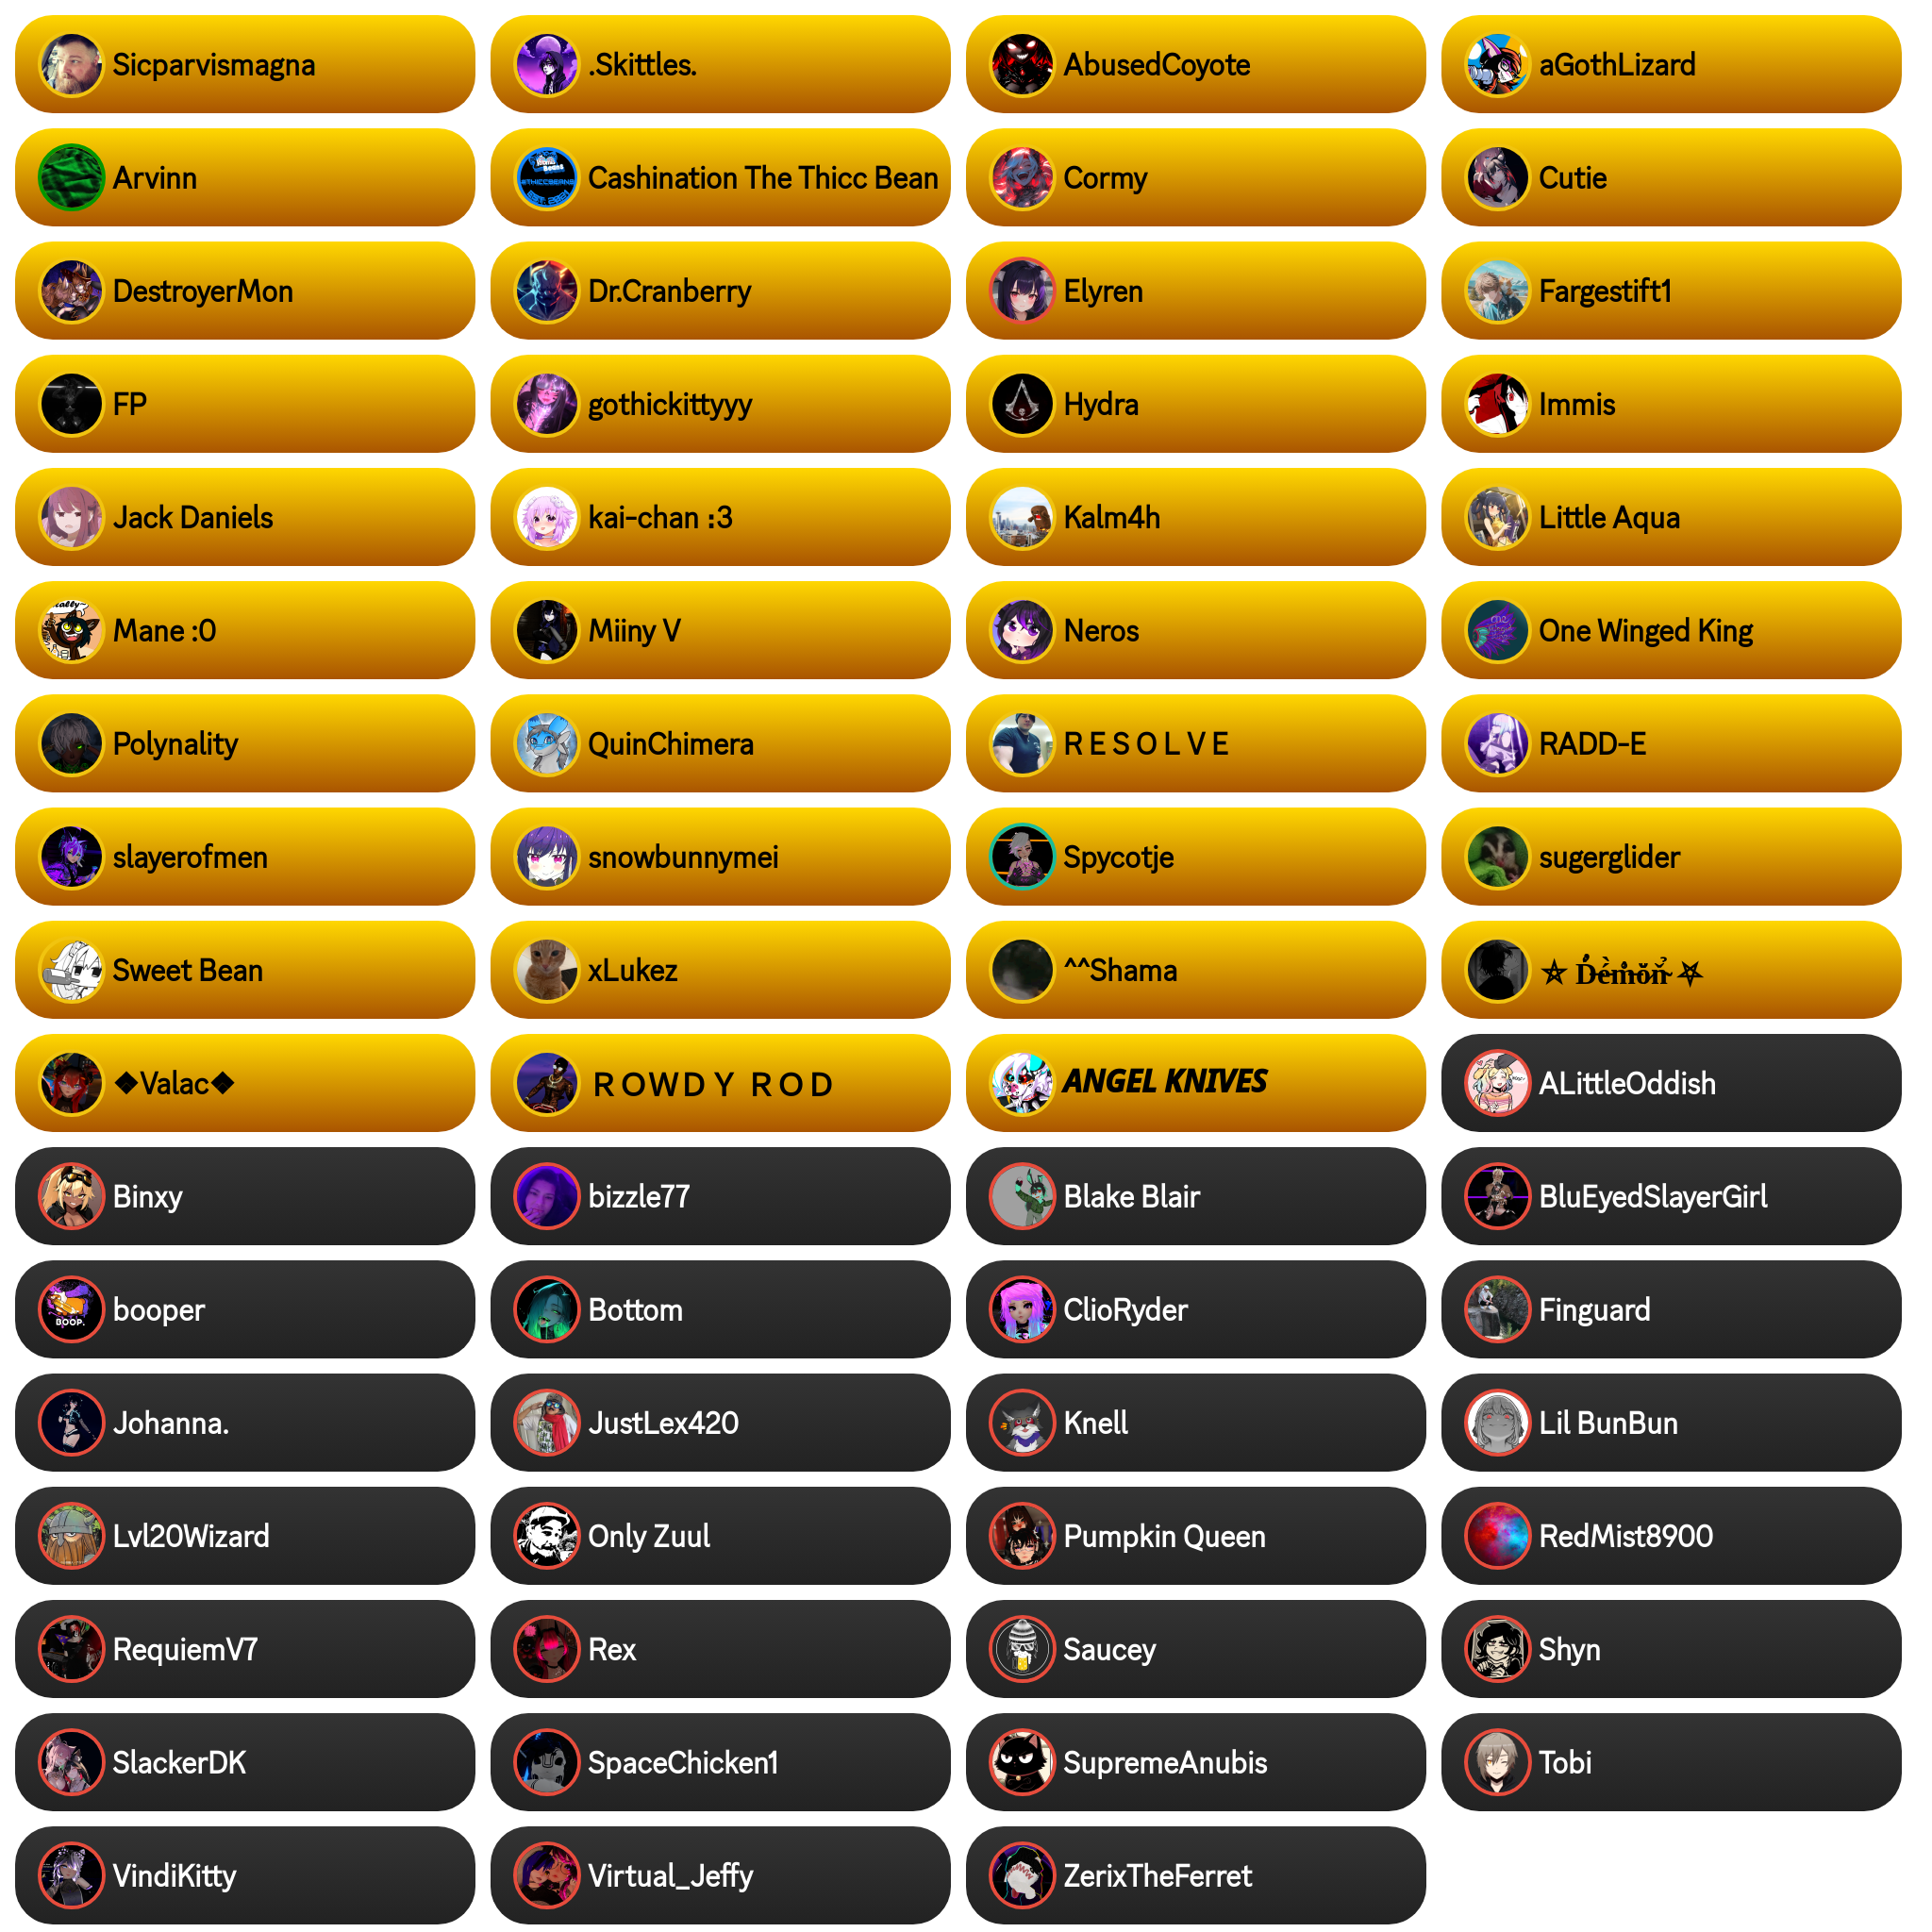 Sicparvismagna
.Skittles.
AbusedCoyote
aGothLizard
Arvinn
Cashination The Thicc Bean
Cormy
Cutie
DestroyerMon
Dr.Cranberry
Elyren
Fargestift1
FP
gothickittyyy
Hydra
Immis
Jack Daniels
kai-chan :3
Kalm4h
Little Aqua
Mane :0
Miiny V
Neros
One Winged King
Polynality
QuinChimera
R E S O L V E
RADD-E
slayerofmen
snowbunnymei
Spycotje
sugerglider
Sweet Bean
xLukez
^^Shama
⛤ Démon ⛧
❖Valac❖
R O W D Y R O D
ANGEL KNIVES
ALittleOddish
Binxy
bizzle77
Blake Blair
BluEyedSlayerGirl
booper
BOOP.
Bottom
ClioRyder
Finguard
Johanna.
JustLex420
Knell
Lil BunBun
Lvl20Wizard
Only Zuul
Pumpkin Queen
RedMist8900
RequiemV7
Rex
Saucey
Shyn
SlackerDK
SpaceChicken1
SupremeAnubis
Tobi
VindiKitty
Virtual_Jeffy
ZerixTheFerret